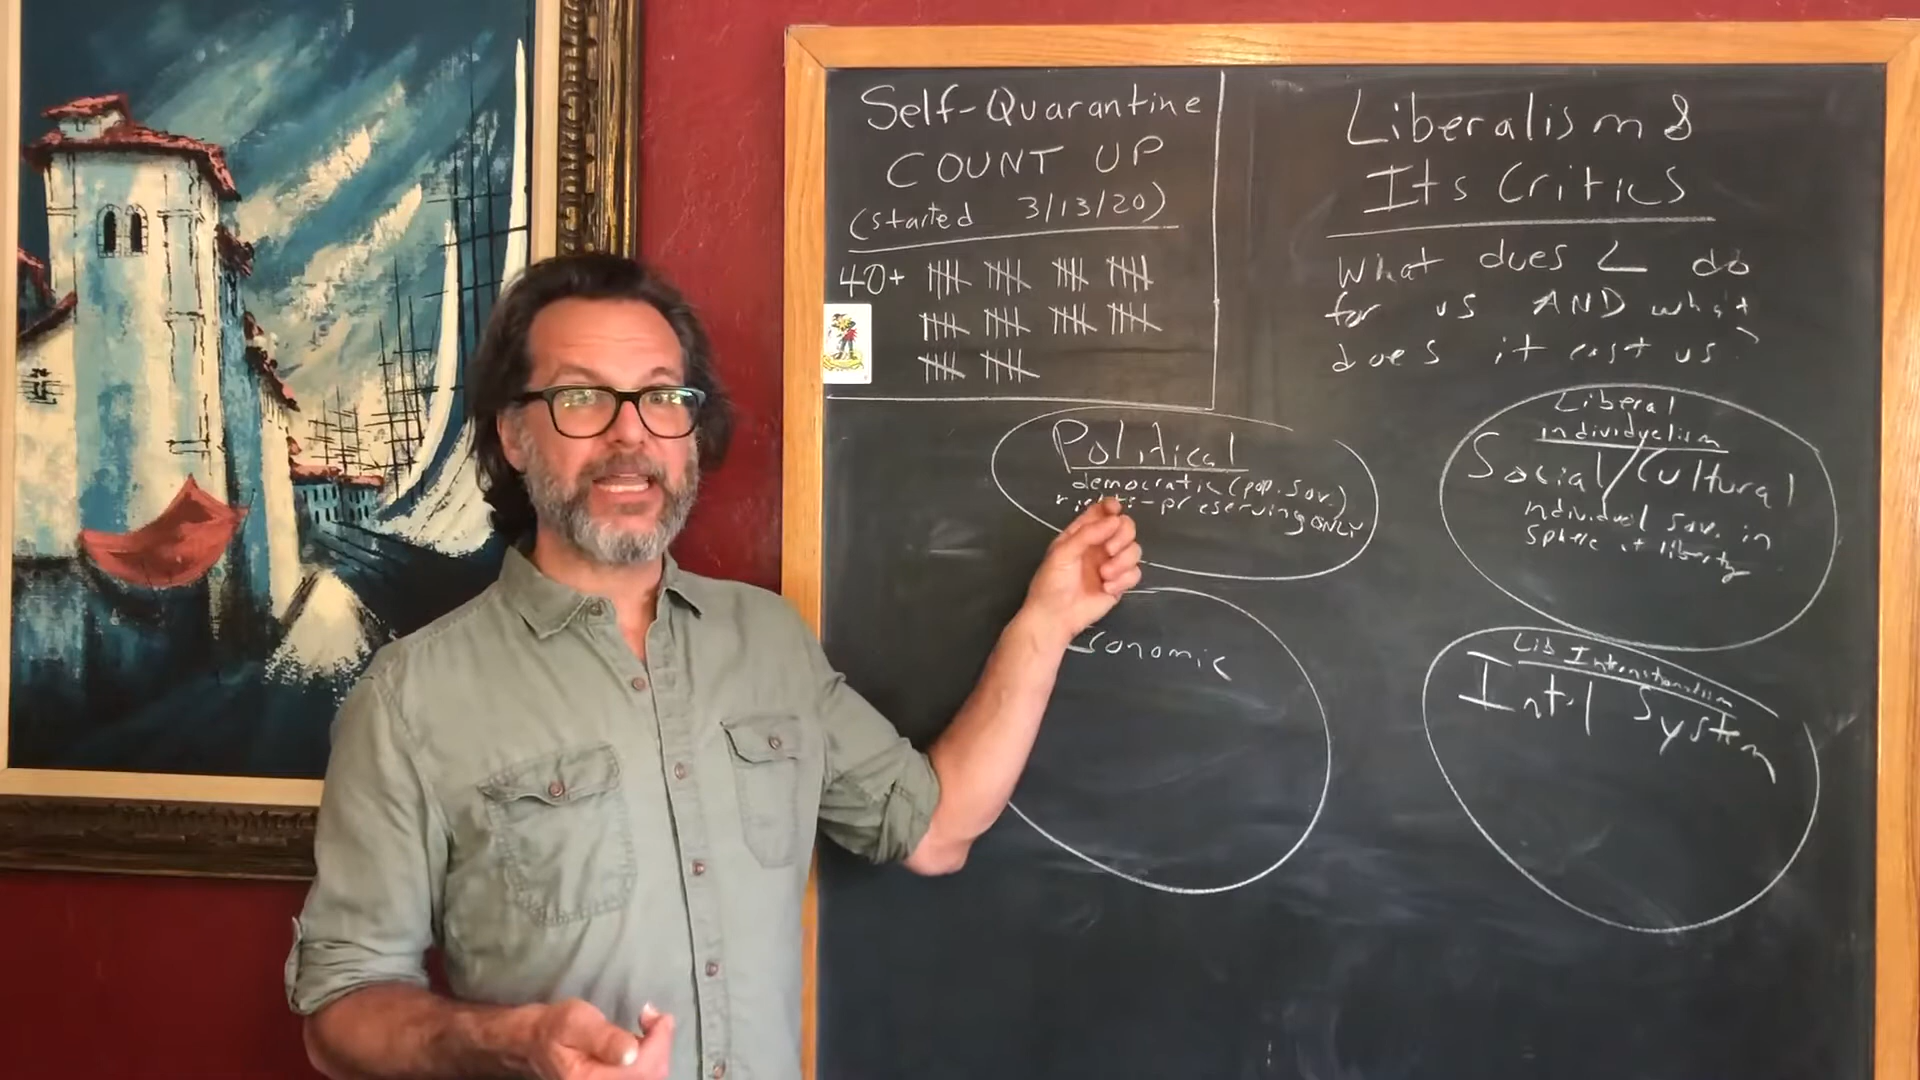 Self-Quarantine
COUNT UP
(started 3/13/20)
40+
Liberalism &
Its Critics
What does L do
for us AND what
does it cost us?
Political
democratic (pop. sov.)
rights-preserving ONLY
Liberal
individualism
Social/Cultural
individual sov. in
sphere of liberty
conomic
Lib Internationalism
Int'l System